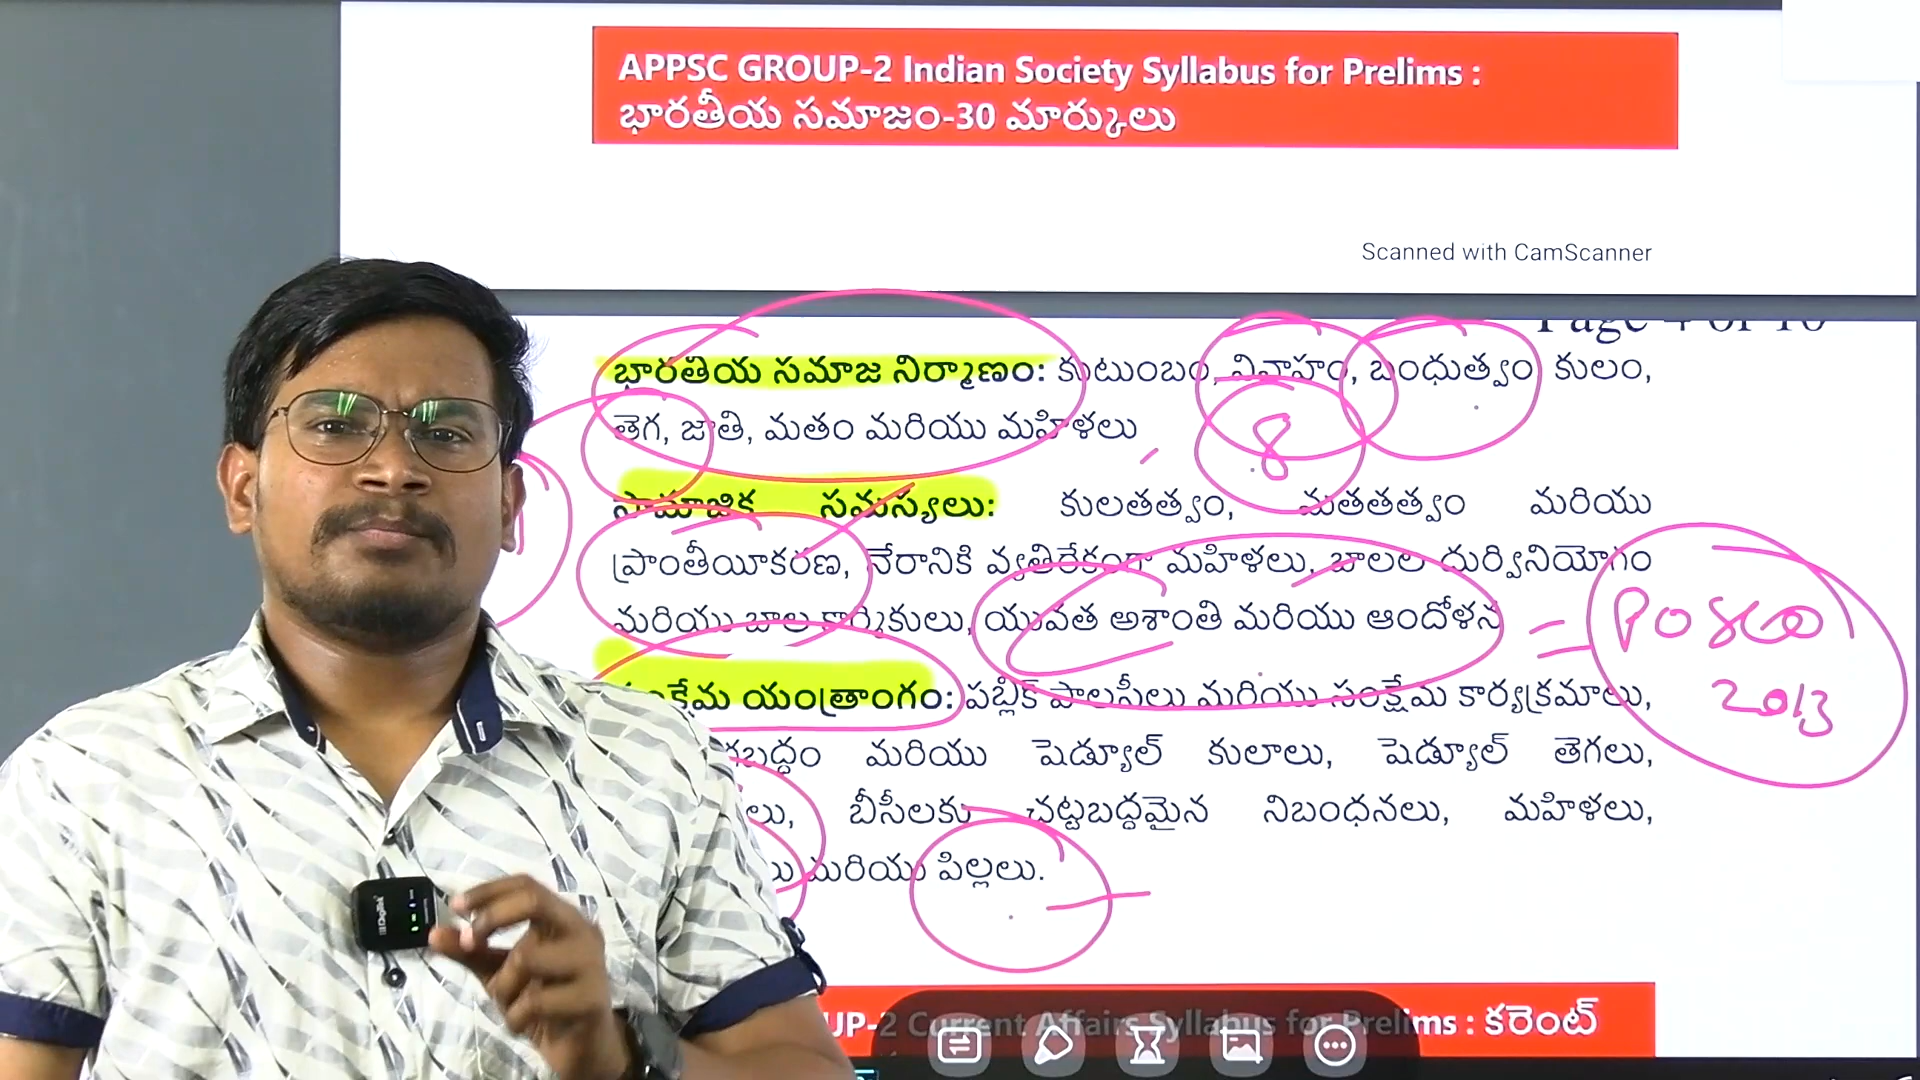 APPSC GROUP-2 Indian Society Syllabus for Prelims :
భారతీయ సమాజం-30 మార్కులు
Scanned with CamScanner
భారతీయ సమాజ నిర్మాణం: కుటుంబం, వివాహం, బంధుత్వం కులం,
తెగ, జాతి, మతం మరియు మహిళలు
8
సామాజిక సమస్యలు: కులతత్వం, మతతత్వం మరియు
ప్రాంతీయీకరణ, నేరానికి వ్యతిరేకంగా మహిళలు, బాలల దుర్వినియోగం
మరియు బాల కార్మికులు, యువత అశాంతి మరియు ఆందోళన
2013
యంత్రాంగం: పబ్లిక్ పాలసీలు మరియు సంక్షేమ కార్యక్రమాలు,
మరియు షెడ్యూల్ కులాలు, షెడ్యూల్ తెగలు,
బీసీలకు చట్టబద్ధమైన నిబంధనలు, మహిళలు,
మరియు పిల్లలు.
-2 Current Affairs Syllabus for Prelims : కరెంట్